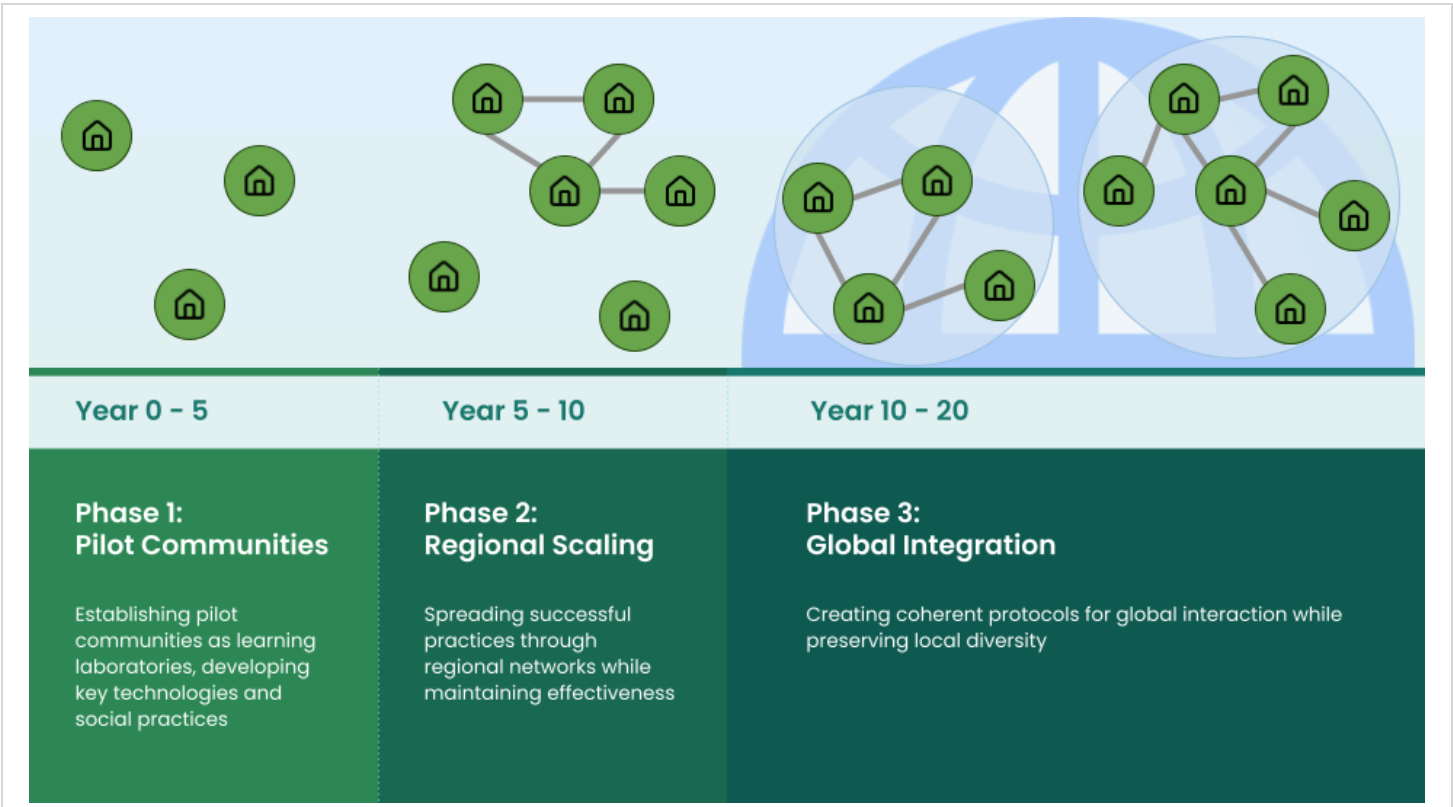 Year 0 - 5
Year 5 - 10
Year 10 - 20
Phase 1:
Pilot Communities
Establishing pilot
communities as learning
laboratories, developing
key technologies and
social practices
Phase 2:
Regional Scaling
Spreading successful
practices through
regional networks while
maintaining effectiveness
Phase 3:
Global Integration
Creating coherent protocols for global interaction while
preserving local diversity